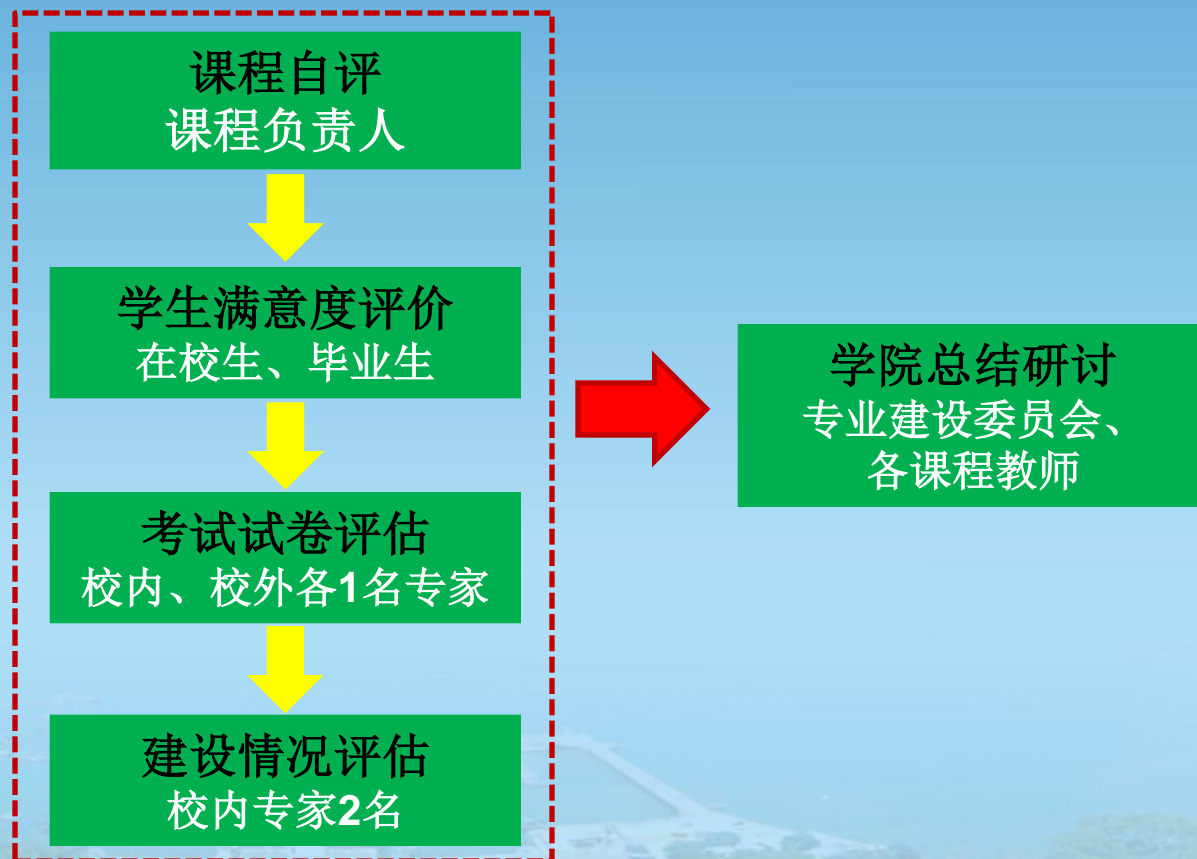 课程自评
课程负责人
学生满意度评价
在校生、毕业生
考试试卷评估
校内、校外各1名专家
建设情况评估
校内专家2名
学院总结研讨
专业建设委员会、
各课程教师